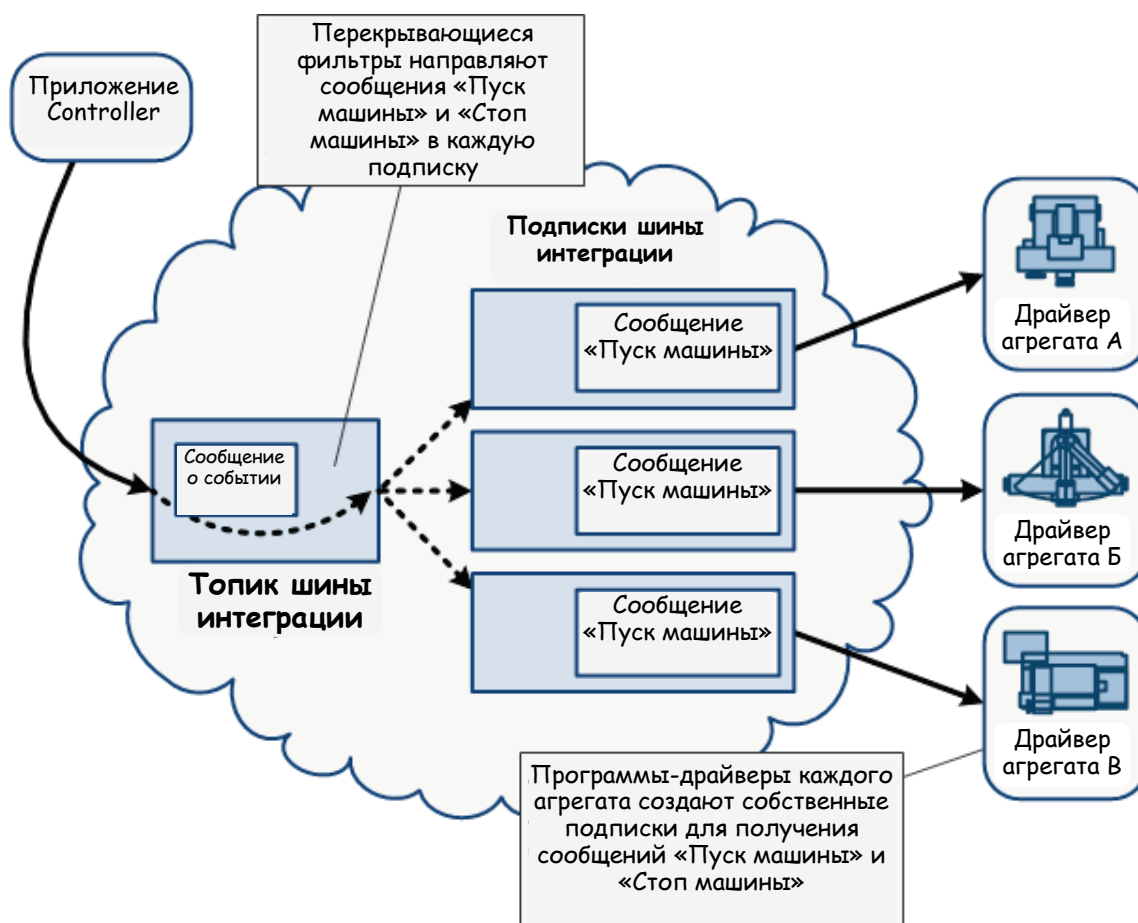 Приложение
Controller
Перекрывающиеся
фильтры направляют
сообщения «Пуск
машины» и «Стоп
машины» в каждую
подписку
Подписки шины
интеграции
Сообщение
«Пуск машины»
Драйвер
агрегата А
Сообщение
о событии
Сообщение
«Пуск машины»
Драйвер
агрегата Б
Топик шины
интеграции
Сообщение
«Пуск машины»
Драйвер
агрегата В
Программы-драйверы каждого
агрегата создают собственные
подписки для получения
сообщений «Пуск машины» и
«Стоп машины»